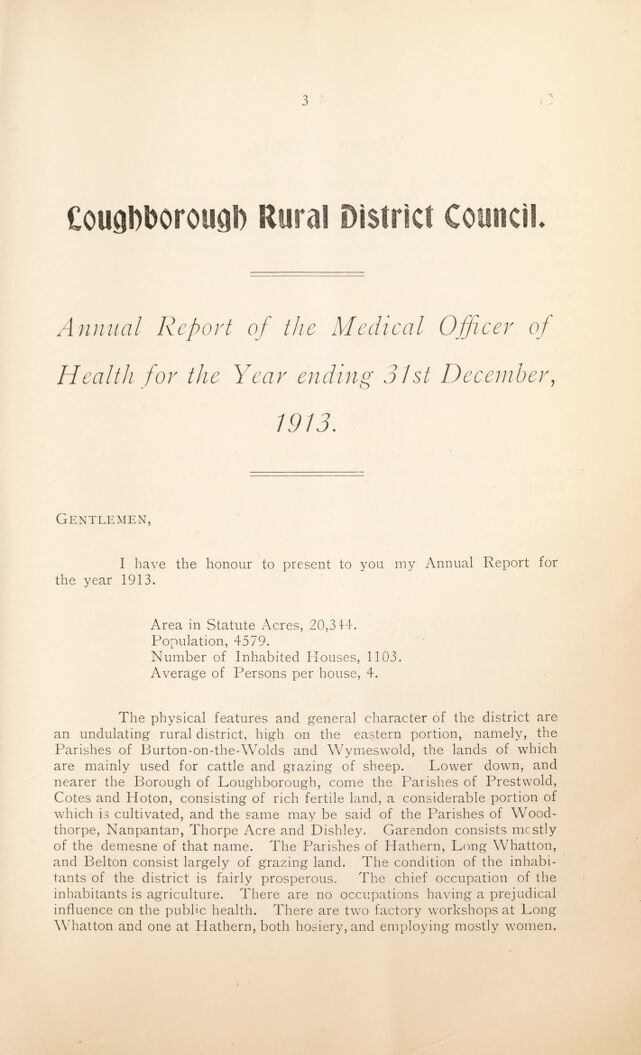 3
Loughborough Rural District Council.
Annual Report of the Medical Officer of
Health for the Year ending 31st December,
1913.
GENTLEMEN,
I have the honour to present to you my Annual Report for
the year 1913.
Area in Statute Acres, 20,344.
Population, 4579.
Number of Inhabited Houses, 1103.
Average of Persons per house, 4.
The physical features and general character of the district are
an undulating rural district, high on the eastern portion, namely, the
Parishes of Burton-on-the-Wolds and Wymeswold, the lands of which
are mainly used for cattle and grazing of sheep. Lower down, and
nearer the Borough of Loughborough, come the Parishes of Prestwold,
Cotes and Hoton, consisting of rich fertile land, a considerable portion of
which is cultivated, and the same may be said of the Parishes of Wood-
thorpe, Nanpantan, Thorpe Acre and Dishley. Garendon consists mostly
of the demesne of that name. The Parishes of Hathern, Long Whatton,
and Belton consist largely of grazing land. The condition of the inhabi-
tants of the district is fairly prosperous. The chief occupation of the
inhabitants is agriculture. There are no occupations having a prejudical
influence on the public health. There are two factory workshops at Long
Whatton and one at Hathern, both hosiery, and employing mostly women.